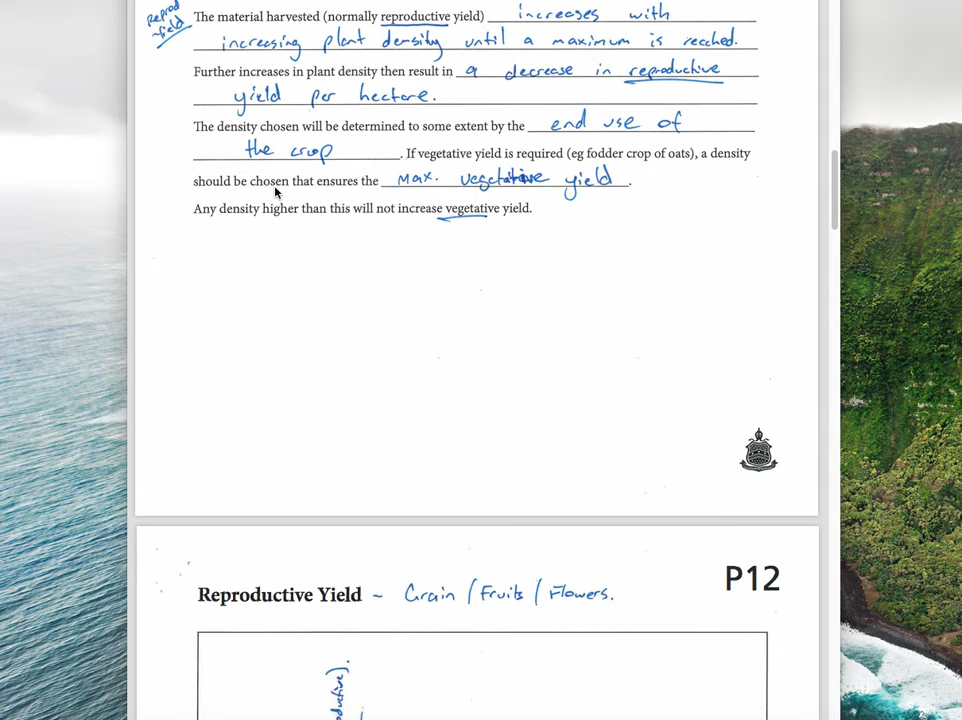 Reprod
yield
The material harvested (normally reproductive yield) increases with
increasing plant density until a maximum is reached.
Further increases in plant density then result in a decrease in reproductive
yield per hectare.
The density chosen will be determined to some extent by the end use of
the crop. If vegetative yield is required (eg fodder crop of oats), a density
should be chosen that ensures the max. vegetative yield.
Any density higher than this will not increase vegetative yield.
P12
Reproductive Yield ~ Grain / Fruits / Flowers.